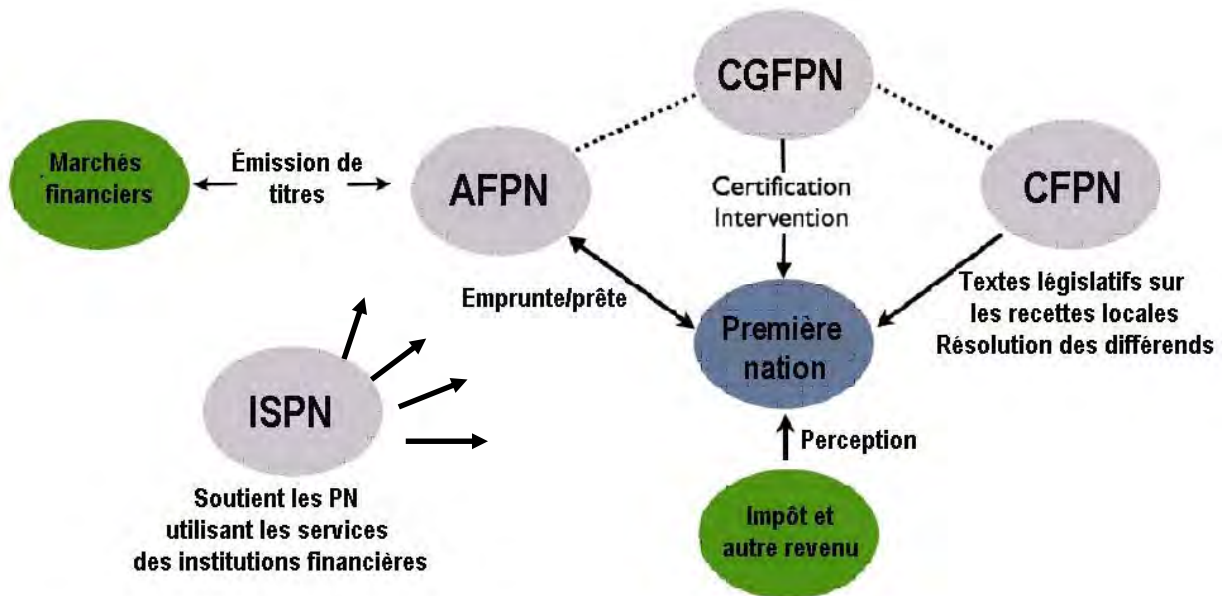 CGFPN
Marchés
financiers
Émission de
titres
AFPN
Certification
Intervention
CFPN
Emprunte/prête
Première
nation
Textes législatifs sur
les recettes locales
Résolution des différends
ISPN
Perception
Soutient les PN
utilisant les services
des institutions financières
Impôt et
autre revenu